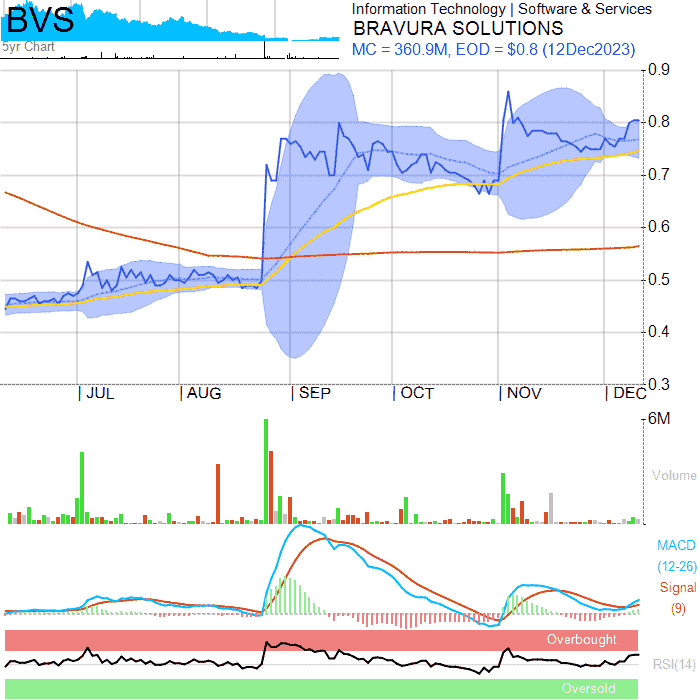 BVS
5yr Chart
Information Technology | Software & Services
BRAVURA SOLUTIONS
MC = 360.9M, EOD = $0.8 (12Dec2023)
0.9
0.8
0.7
0.6
0.5
0.4
0.3
| JUL | AUG | SEP | OCT | NOV | DEC
6M
Volume
MACD
(12-26)
Signal
(9)
Overbought
RSI(14)
Oversold